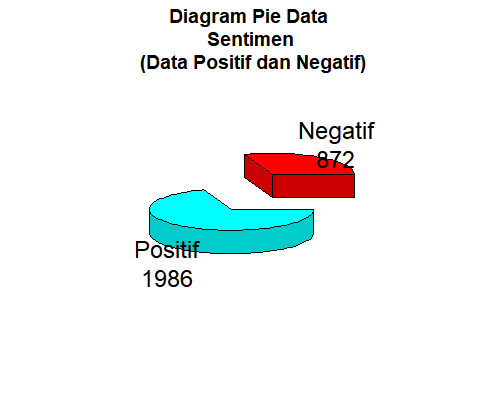 Diagram Pie Data
Sentimen
(Data Positif dan Negatif)
Negatif
872
Positif
1986